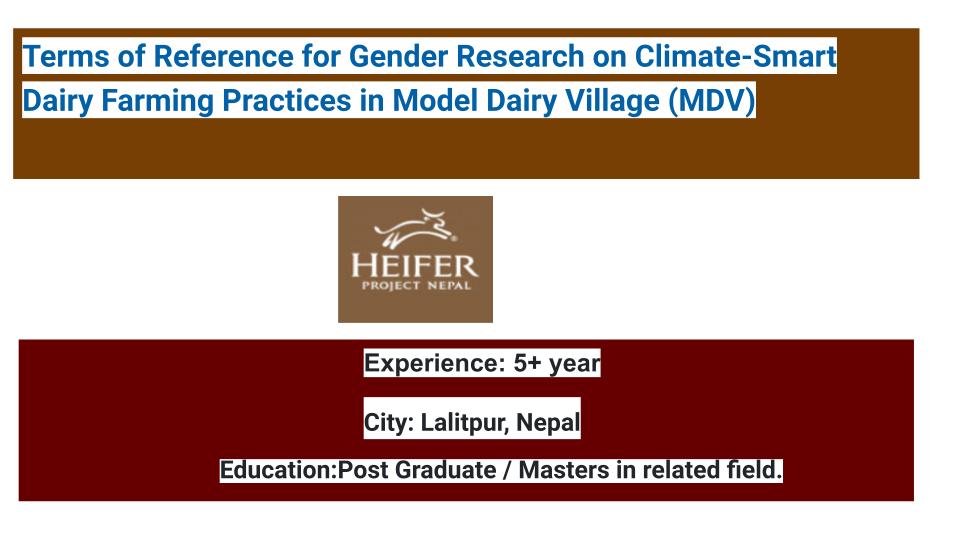 Terms of Reference for Gender Research on Climate-Smart
Dairy Farming Practices in Model Dairy Village (MDV)
HEIFER
PROJECT NEPAL
Experience: 5+ year
City: Lalitpur, Nepal
Education:Post Graduate / Masters in related field.